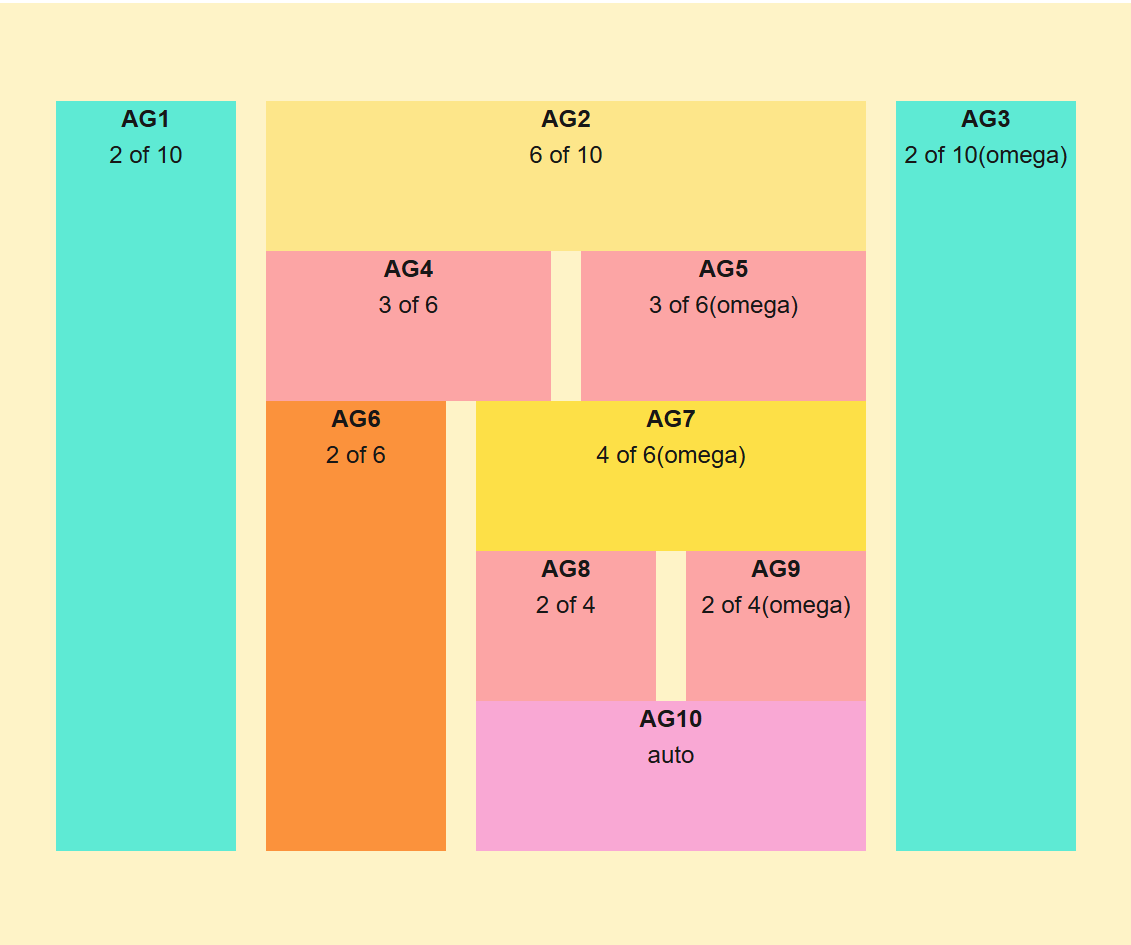 AG1
2 of 10
AG2
6 of 10
AG3
2 of 10(omega)
AG4
3 of 6
AG5
3 of 6(omega)
AG6
2 of 6
AG7
4 of 6(omega)
AG8
2 of 4
AG9
2 of 4(omega)
AG10
auto